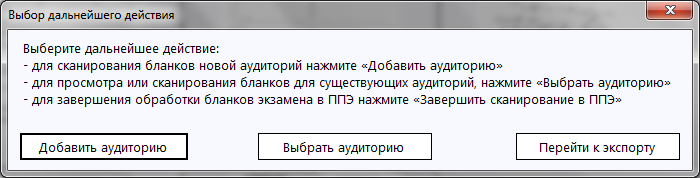 Выбор дальнейшего действия
Выберите дальнейшее действие:
- для сканирования бланков новой аудиторий нажмите «Добавить аудиторию»
- для просмотра или сканирования бланков для существующих аудиторий, нажмите «Выбрать аудиторию»
- для завершения обработки бланков экзамена в ППЭ нажмите «Завершить сканирование в ППЭ»
Добавить аудиторию Выбрать аудиторию Перейти к экспорту